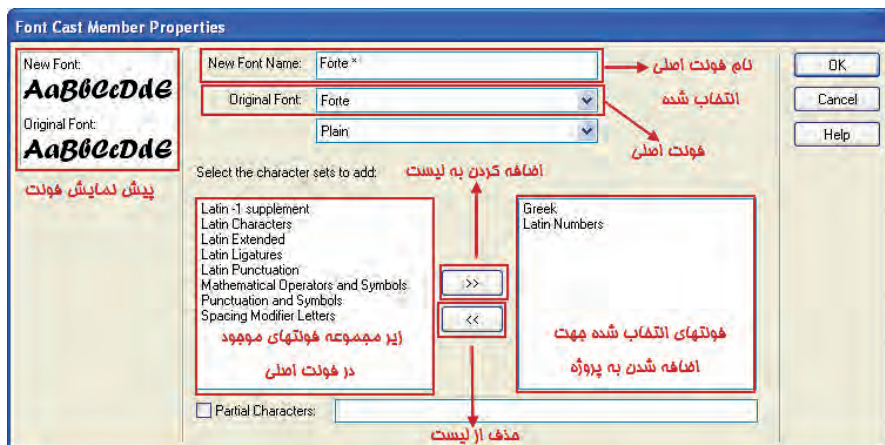 Font Cast Member Properties
New Font:
AaBbCcDdE
Original Font:
AaBbCcDdE
پیش نمایش فونت
New Font Name: Forte *
نام فونت اصلی
انتخاب شده
Original Font: Forte
فونت اصلی
Plain
OK
Cancel
Help
Select the character sets to add:
اضافه کردن به لیست
Latin -1 supplement
Latin Characters
Latin Extended
Latin Ligatures
Latin Punctuation
Mathematical Operators and Symbols
Punctuation and Symbols
Spacing Modifier Letters
زیر مجموعه فونتهای موجود
در فونت اصلی
>>
<<
Greek
Latin Numbers
فونتهای انتخاب شده جهت
اضافه شدن به پروژه
Partial Characters:
حذف از لیست